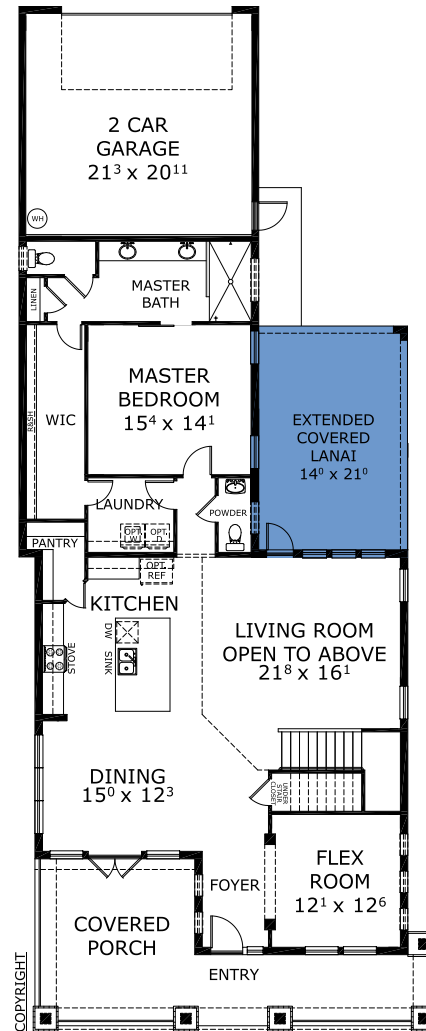 2 CAR
GARAGE
21³ x 20¹¹
WH
LINEN
MASTER
BATH
MASTER
BEDROOM
15⁴ x 14¹
R&SH
WIC
EXTENDED
COVERED
LANAI
14⁰ x 21⁰
LAUNDRY
OPT.
W
OPT.
D
POWDER
PANTRY
OPT.
REF
KITCHEN
DW
SINK
STOVE
LIVING ROOM
OPEN TO ABOVE
21⁸ x 16¹
DINING
15⁰ x 12³
UNDER
STAIR
CLOSET
FLEX
ROOM
12¹ x 12⁶
FOYER
COVERED
PORCH
ENTRY
COPYRIGHT